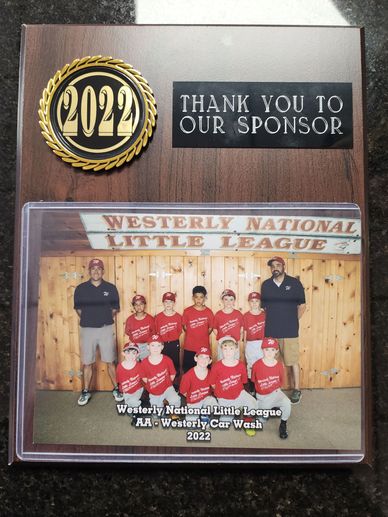 2022
THANK YOU TO
OUR SPONSOR
WESTERLY NATIONAL
LITTLE LEAGUE
Westerly National Little League
AA - Westerly Car Wash
2022